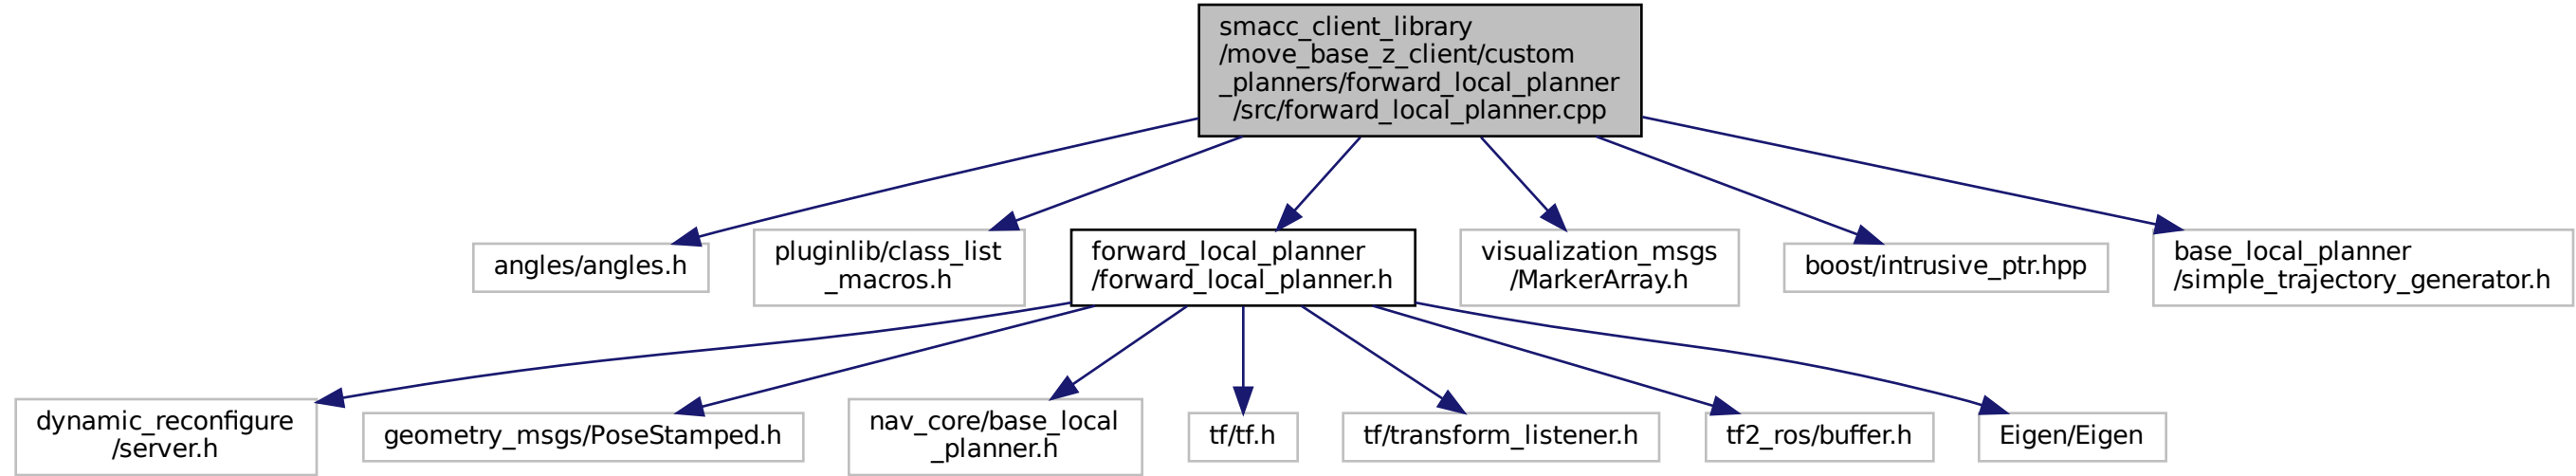 smacc_client_library
/move_base_z_client/custom
_planners/forward_local_planner
/src/forward_local_planner.cpp
angles/angles.h
pluginlib/class_list
_macros.h
forward_local_planner
/forward_local_planner.h
visualization_msgs
/MarkerArray.h
boost/intrusive_ptr.hpp
base_local_planner
/simple_trajectory_generator.h
dynamic_reconfigure
/server.h
geometry_msgs/PoseStamped.h
nav_core/base_local
_planner.h
tf/tf.h
tf/transform_listener.h
tf2_ros/buffer.h
Eigen/Eigen